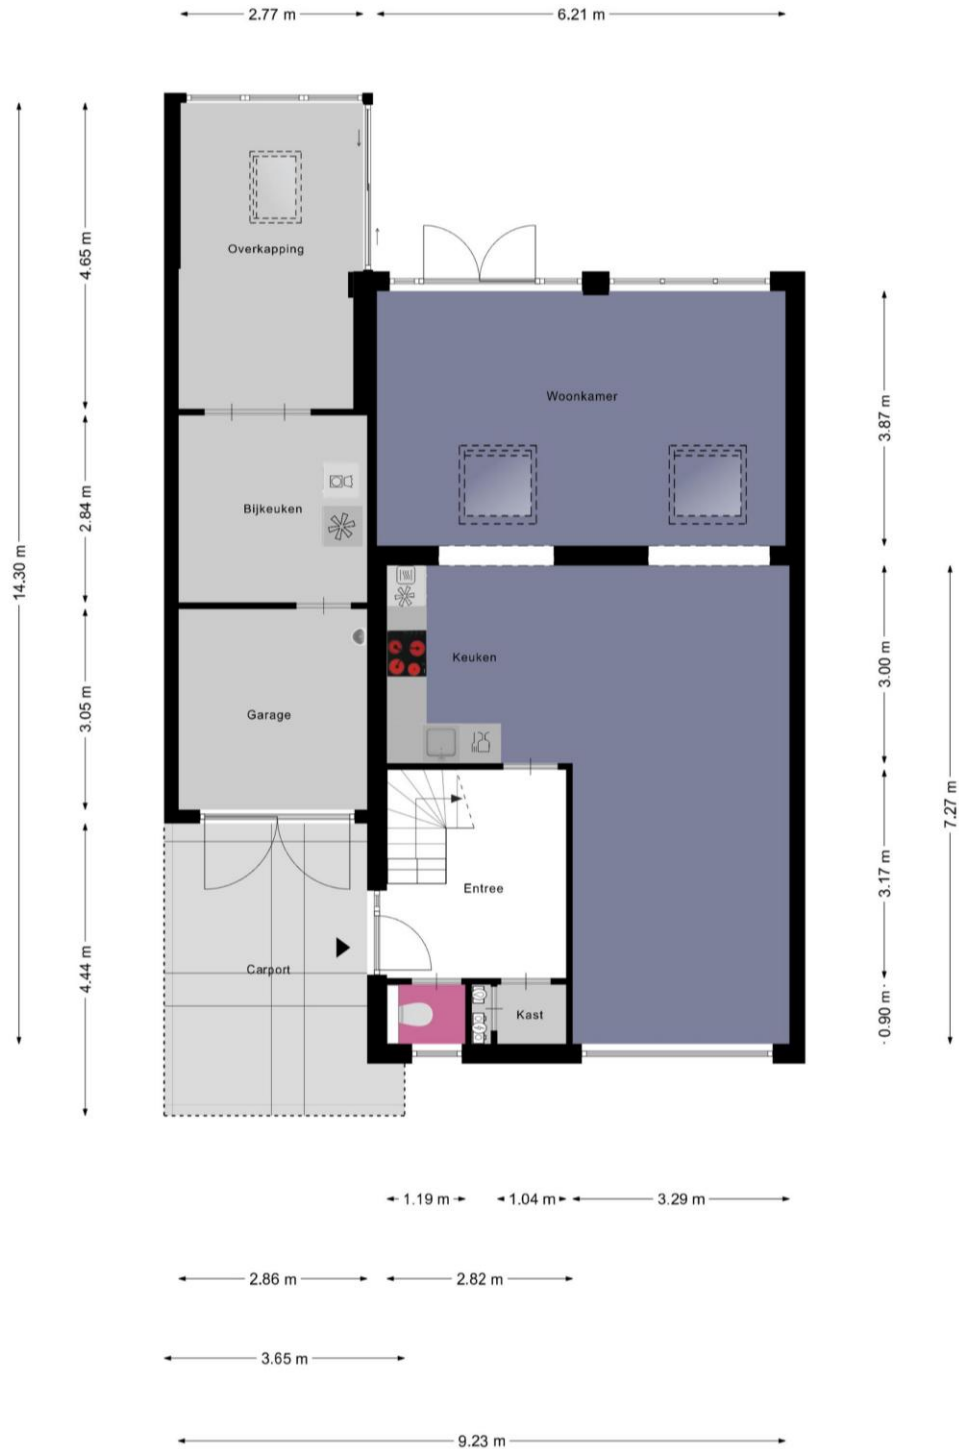 2.77 m
6.21 m
Overkapping
4.65 m
Woonkamer
3.87 m
Bijkeuken
2.84 m
14.30 m
Keuken
3.00 m
Garage
3.05 m
7.27 m
3.17 m
Entree
Carport
4.44 m
Kast
0.90 m
1.19 m
1.04 m
3.29 m
2.86 m
2.82 m
3.65 m
9.23 m